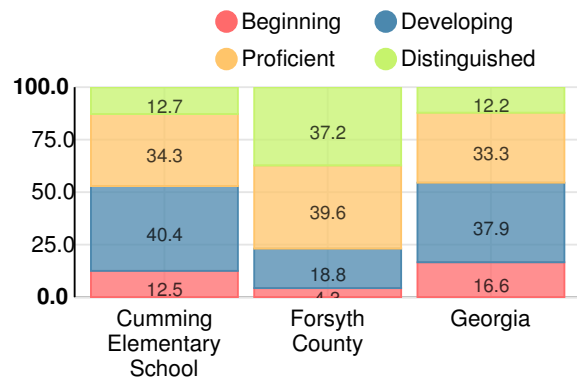 Beginning Developing
Proficient Distinguished
100.0
12.7 37.2 12.2
75.0
34.3 39.6 33.3
50.0
40.4 18.8 37.9
25.0
12.5 16.6
0.0
Cumming Elementary School
Forsyth County
Georgia